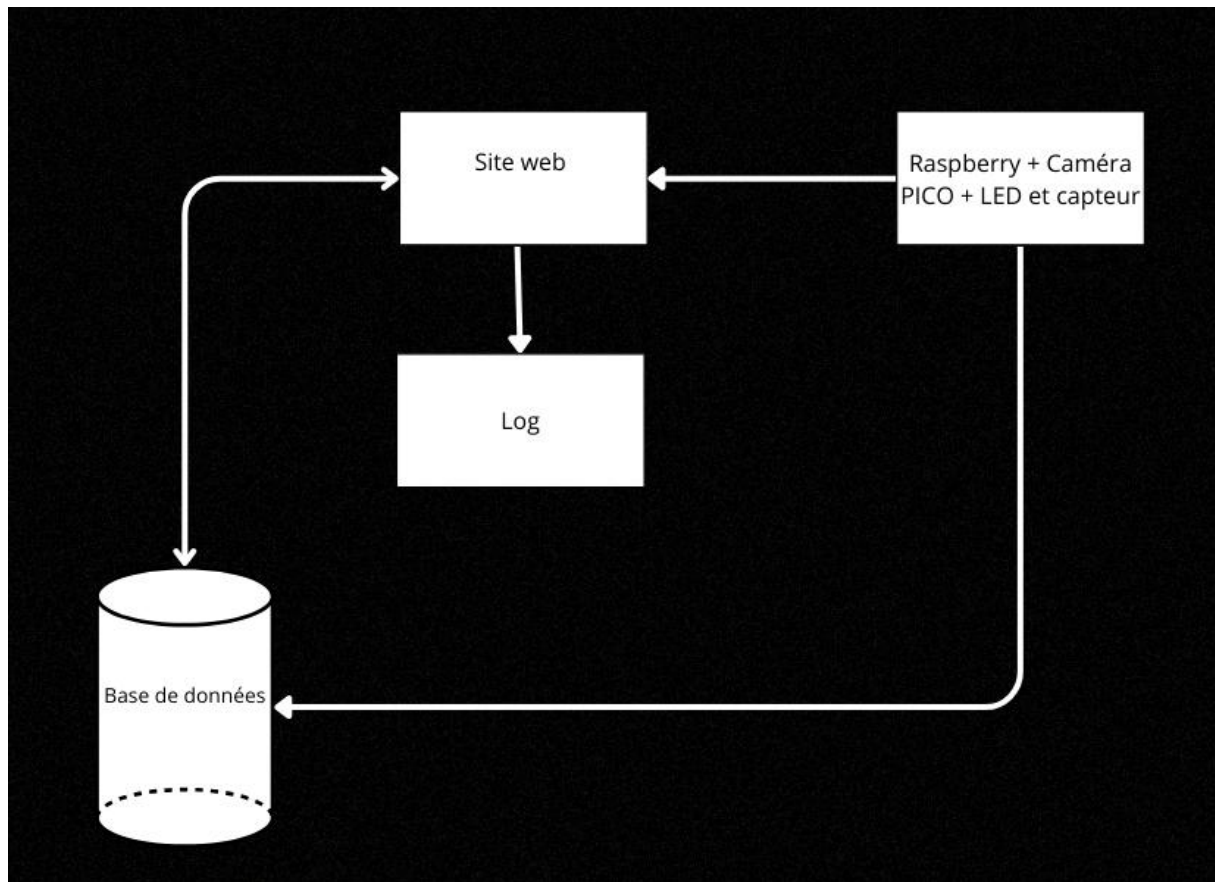 Site web
Raspberry + Caméra
PICO + LED et capteur
Log
Base de données